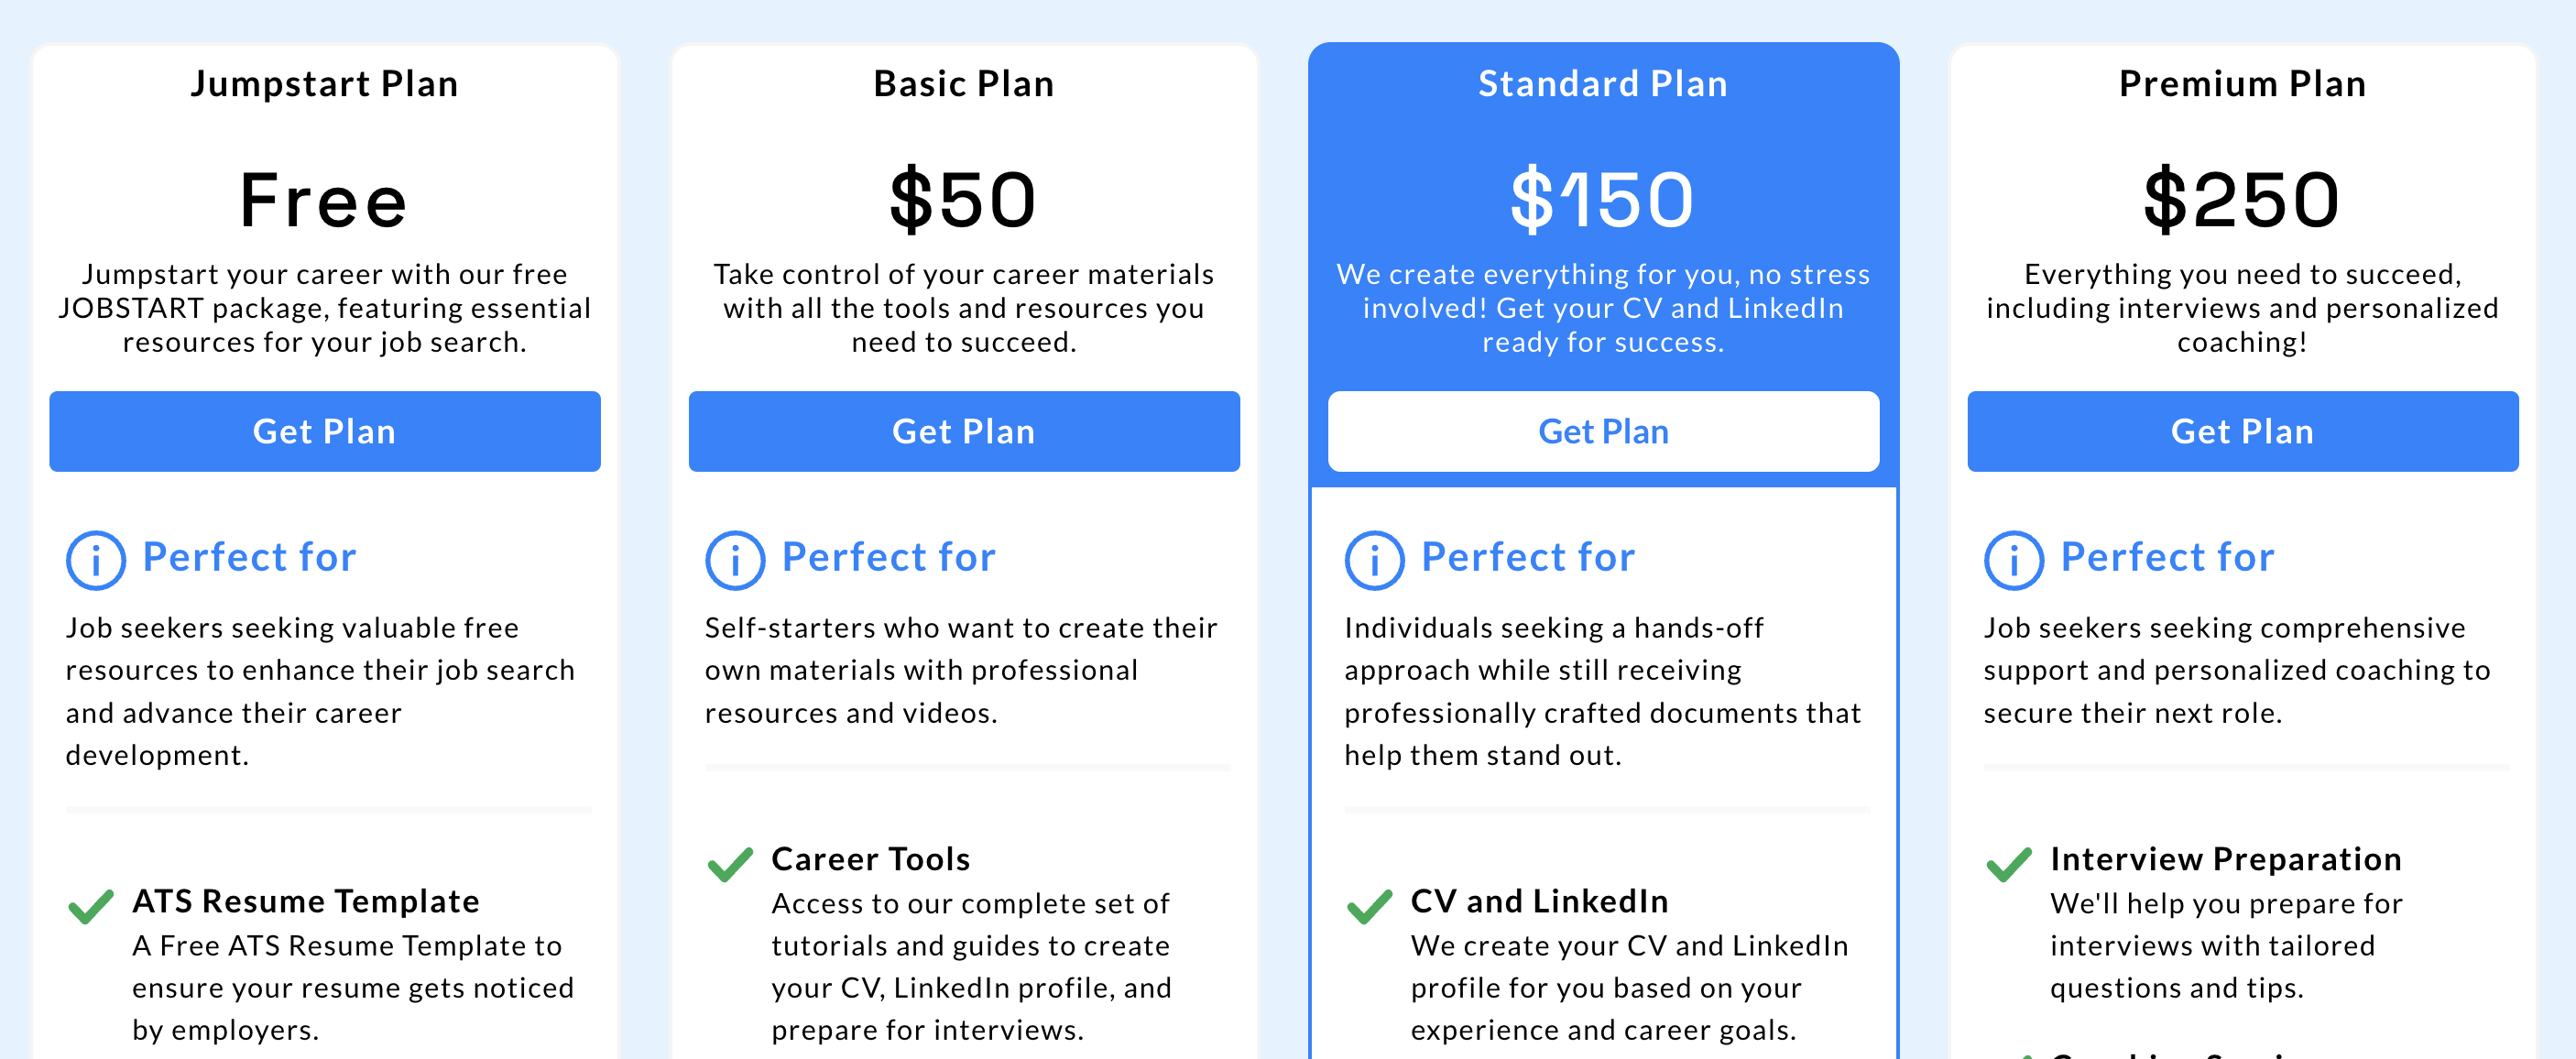 Jumpstart Plan
Free
Jumpstart your career with our free
JOBSTART package, featuring essential
resources for your job search.
Get Plan
Perfect for
Job seekers seeking valuable free
resources to enhance their job search
and advance their career
development.
ATS Resume Template
A Free ATS Resume Template to
ensure your resume gets noticed
by employers.
Basic Plan
$50
Take control of your career materials
with all the tools and resources you
need to succeed.
Get Plan
Perfect for
Self-starters who want to create their
own materials with professional
resources and videos.
Career Tools
Access to our complete set of
tutorials and guides to create
your CV, LinkedIn profile, and
prepare for interviews.
Standard Plan
$150
We create everything for you, no stress
involved! Get your CV and LinkedIn
ready for success.
Get Plan
Perfect for
Individuals seeking a hands-off
approach while still receiving
professionally crafted documents that
help them stand out.
CV and LinkedIn
We create your CV and LinkedIn
profile for you based on your
experience and career goals.
Premium Plan
$250
Everything you need to succeed,
including interviews and personalized
coaching!
Get Plan
Perfect for
Job seekers seeking comprehensive
support and personalized coaching to
secure their next role.
Interview Preparation
We'll help you prepare for
interviews with tailored
questions and tips.